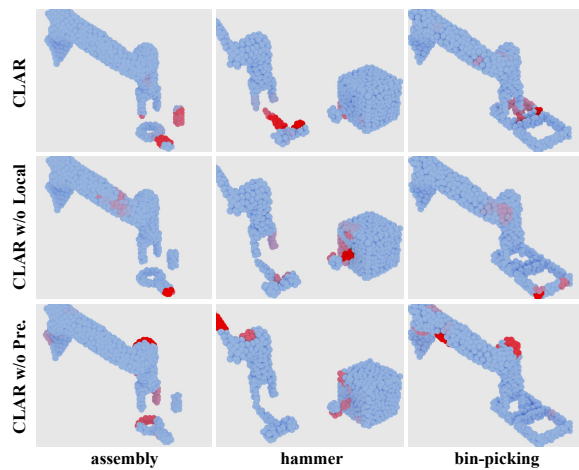 CLAR
CLAR w/o Local
CLAR w/o Pre.
assembly hammer bin-picking